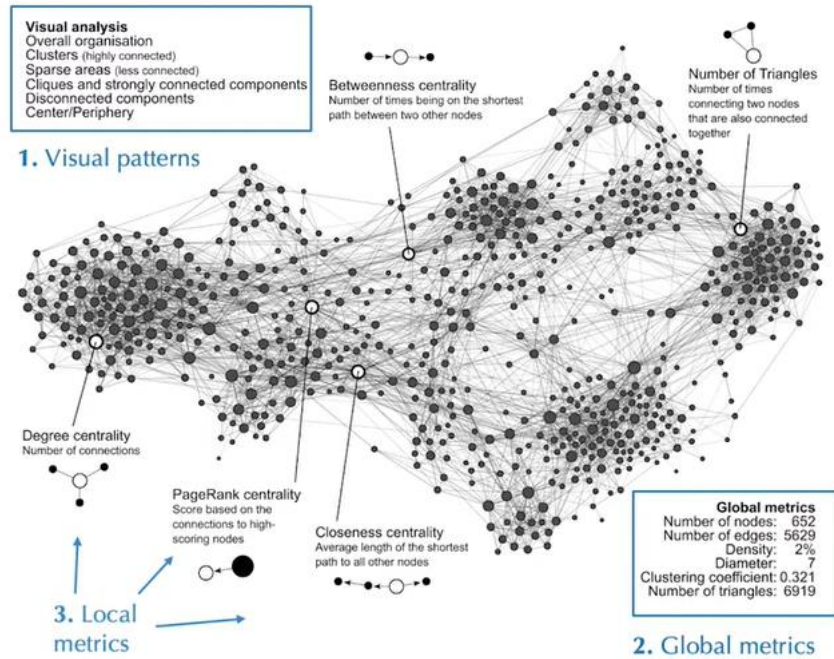 Visual analysis
Overall organisation
Clusters (highly connected)
Sparse areas (less connected)
Cliques and strongly connected components
Disconnected components
Center/Periphery
1. Visual patterns
Betweenness centrality
Number of times being on the shortest
path between two other nodes
Number of Triangles
Number of times
connecting two nodes
that are also connected
together
Degree centrality
Number of connections
PageRank centrality
Score based on the
connections to high-
scoring nodes
Closeness centrality
Average length of the shortest
path to all other nodes
3. Local
metrics
Global metrics
Number of nodes: 652
Number of edges: 5629
Density: 2%
Diameter: 7
Clustering coefficient: 0.321
Number of triangles: 6919
2. Global metrics